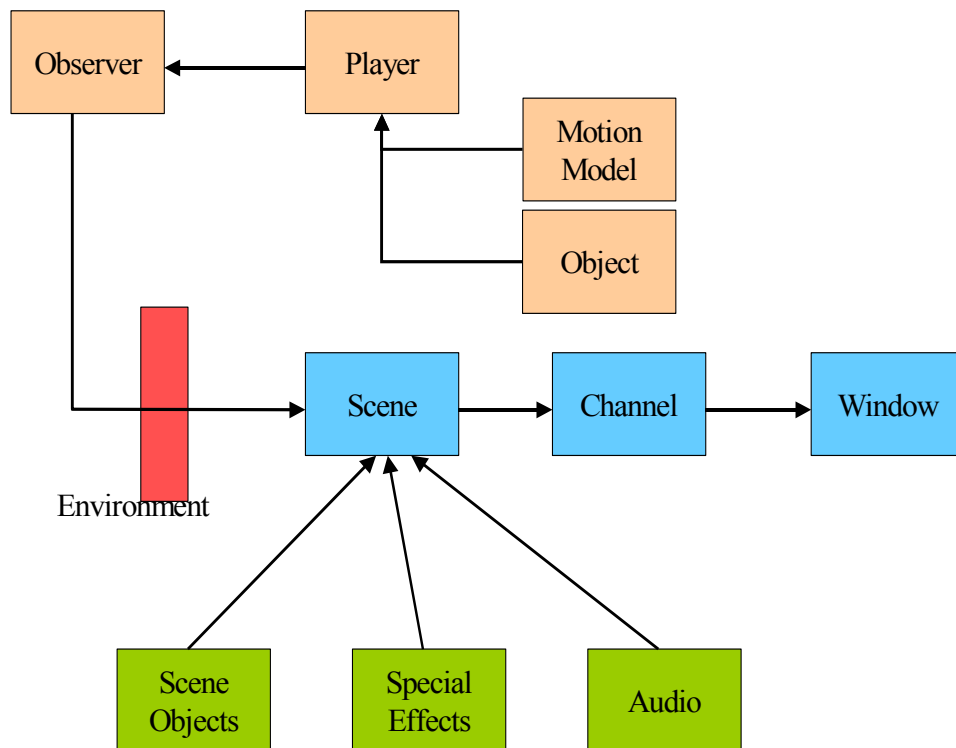 Observer
Player
Motion
Model
Object
Scene
Channel
Window
Environment
Scene
Objects
Special
Effects
Audio